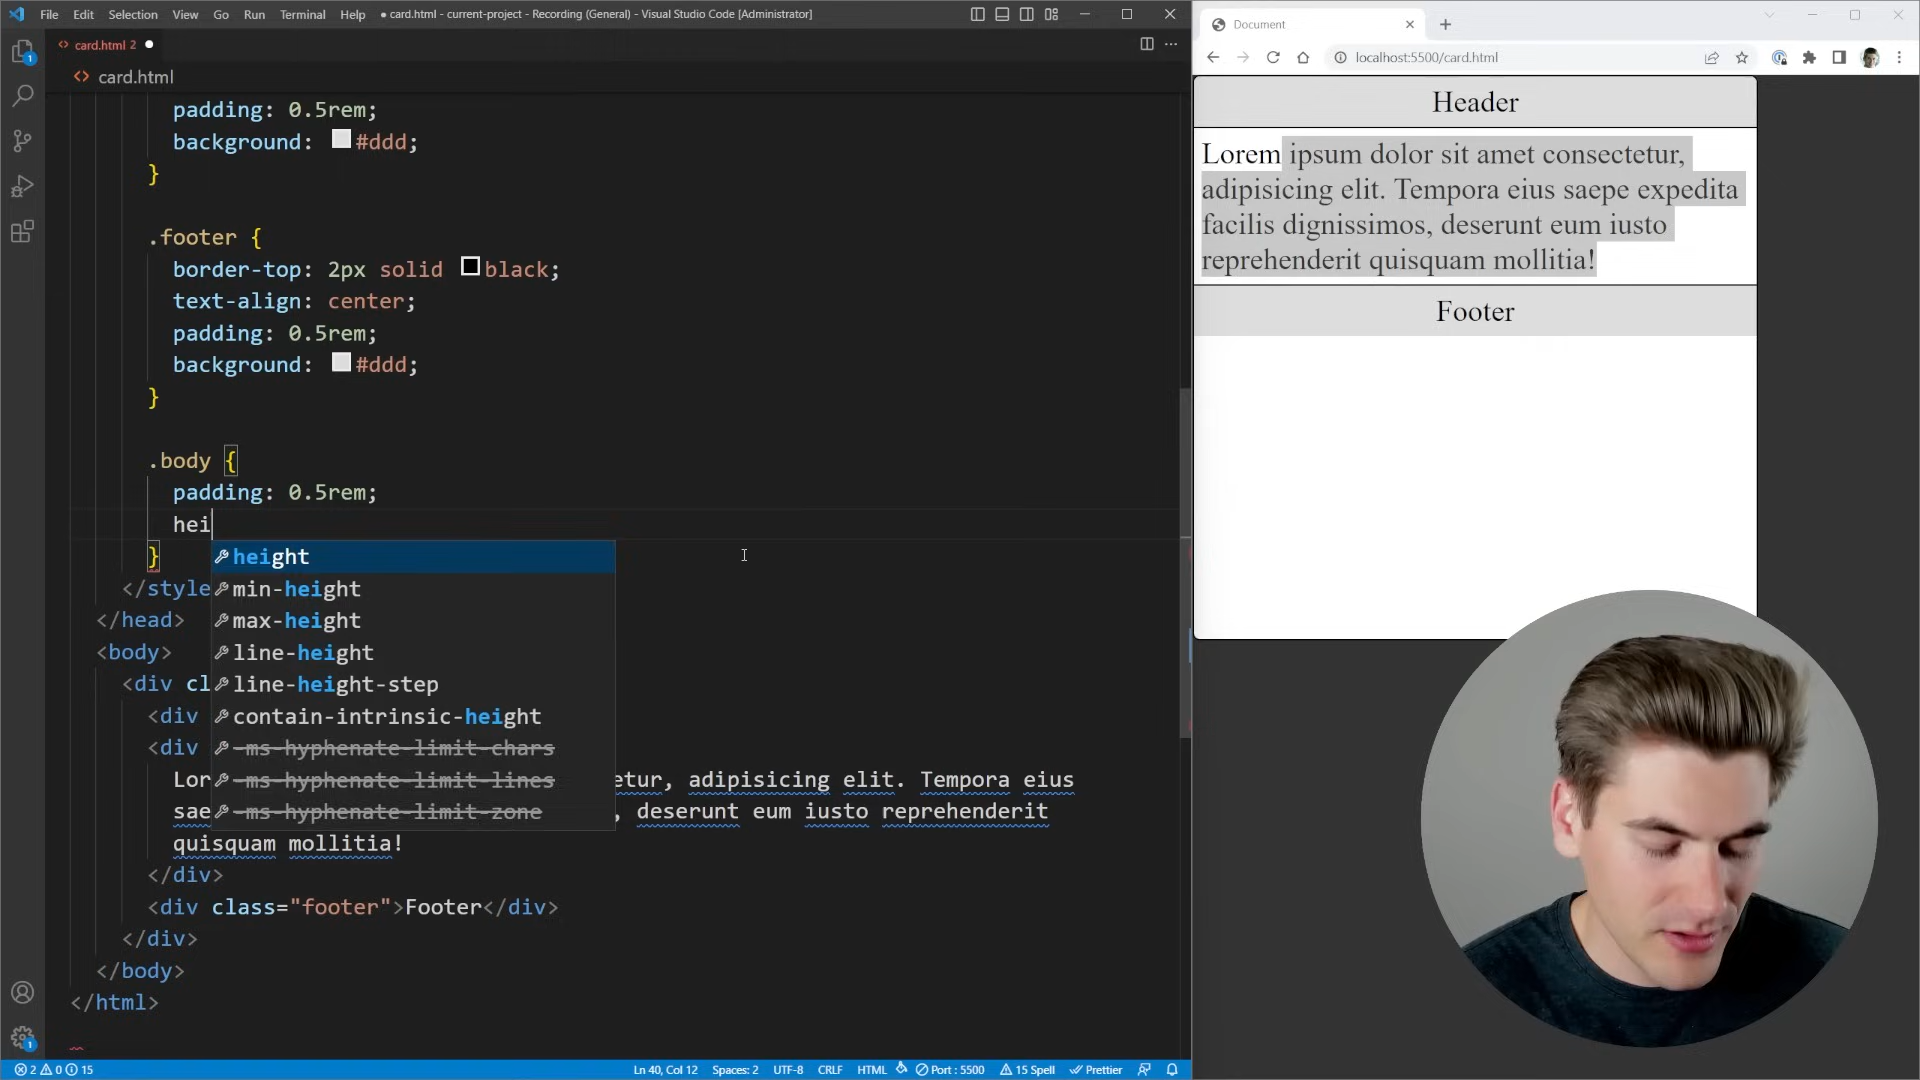 File Edit Selection View Go Run Terminal Help ● card.html - current-project - Recording (General) - Visual Studio Code [Administrator]
card.html 2 ●
<> card.html
padding: 0.5rem;
background: #ddd;
}
.footer {
border-top: 2px solid black;
text-align: center;
padding: 0.5rem;
background: #ddd;
}
.body {
padding: 0.5rem;
hei
}
</style
</head>
<body>
<div cl
<div
<div
Lor etur, adipisicing elit. Tempora eius
sae , deserunt eum iusto reprehenderit
quisquam mollitia!
</div>
<div class="footer">Footer</div>
</div>
</body>
</html>
height
min-height
max-height
line-height
line-height-step
contain-intrinsic-height
-ms-hyphenate-limit-chars
-ms-hyphenate-limit-lines
-ms-hyphenate-limit-zone
1
1
2 0 15
Ln 40, Col 12 Spaces: 2 UTF-8 CRLF HTML Port : 5500 15 Spell Prettier
Document
localhost:5500/card.html
Header
Lorem ipsum dolor sit amet consectetur,
adipisicing elit. Tempora eius saepe expedita
facilis dignissimos, deserunt eum iusto
reprehenderit quisquam mollitia!
Footer